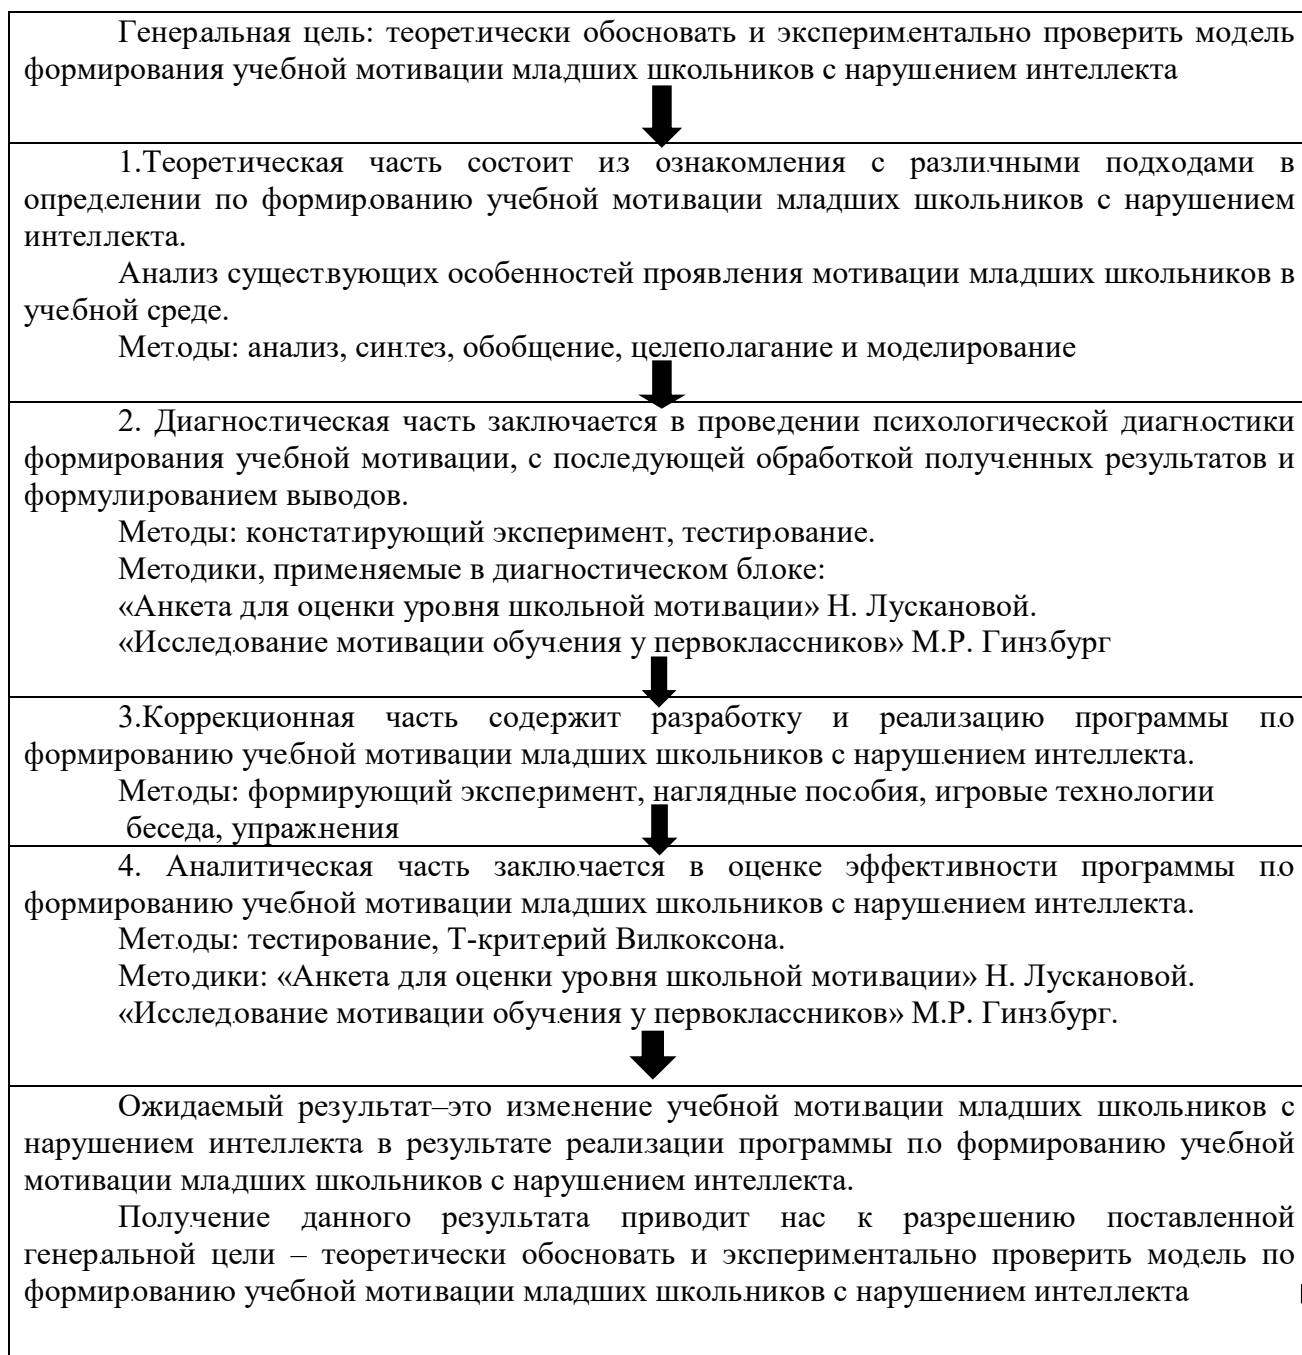 Генеральная цель: теоретически обосновать и экспериментально проверить модель
формирования учебной мотивации младших школьников с нарушением интеллекта
1.Теоретическая часть состоит из ознакомления с различными подходами в
определении по формированию учебной мотивации младших школьников с нарушением
интеллекта.
Анализ существующих особенностей проявления мотивации младших школьников в
учебной среде.
Методы: анализ, синтез, обобщение, целеполагание и моделирование
2. Диагностическая часть заключается в проведении психологической диагностики
формирования учебной мотивации, с последующей обработкой полученных результатов и
формулированием выводов.
Методы: констатирующий эксперимент, тестирование.
Методики, применяемые в диагностическом блоке:
«Анкета для оценки уровня школьной мотивации» Н. Лускановой.
«Исследование мотивации обучения у первоклассников» М.Р. Гинзбург
3.Коррекционная часть содержит разработку и реализацию программы по
формированию учебной мотивации младших школьников с нарушением интеллекта.
Методы: формирующий эксперимент, наглядные пособия, игровые технологии
беседа, упражнения
4. Аналитическая часть заключается в оценке эффективности программы по
формированию учебной мотивации младших школьников с нарушением интеллекта.
Методы: тестирование, Т-критерий Вилкоксона.
Методики: «Анкета для оценки уровня школьной мотивации» Н. Лускановой.
«Исследование мотивации обучения у первоклассников» М.Р. Гинзбург.
Ожидаемый результат–это изменение учебной мотивации младших школьников с
нарушением интеллекта в результате реализации программы по формированию учебной
мотивации младших школьников с нарушением интеллекта.
Получение данного результата приводит нас к разрешению поставленной
генеральной цели – теоретически обосновать и экспериментально проверить модель по
формированию учебной мотивации младших школьников с нарушением интеллекта